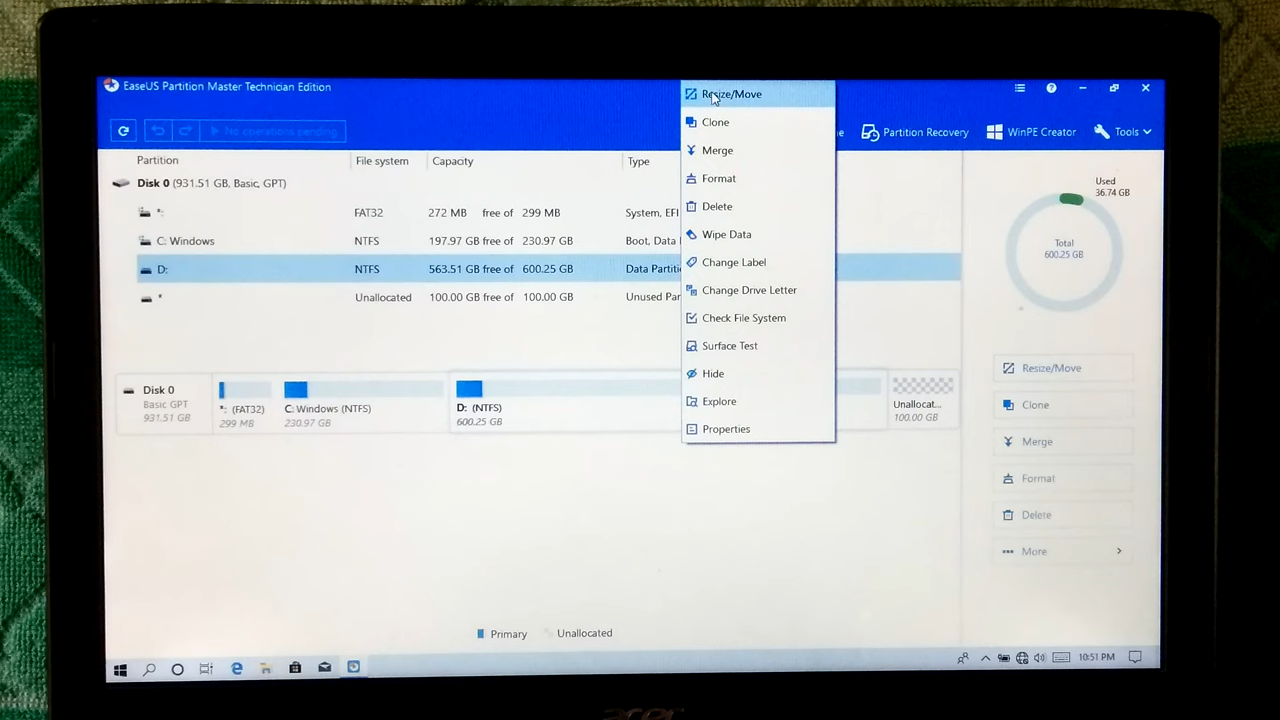 EaseUS Partition Master Technician Edition
No operations pending
Partition Recovery
WinPE Creator
Tools
Partition File system Capacity Type
Disk 0 (931.51 GB, Basic, GPT)
*: FAT32 272 MB free of 299 MB System, EFI
C: Windows NTFS 197.97 GB free of 230.97 GB Boot, Data
D: NTFS 563.51 GB free of 600.25 GB Data Partiti
* Unallocated 100.00 GB free of 100.00 GB Unused Par
Resize/Move
Clone
Merge
Format
Delete
Wipe Data
Change Label
Change Drive Letter
Check File System
Surface Test
Hide
Explore
Properties
Used
36.74 GB
Total
600.25 GB
Resize/Move
Clone
Merge
Format
Delete
More
Disk 0
Basic GPT
931.51 GB
*: (FAT32)
299 MB
C: Windows (NTFS)
230.97 GB
D: (NTFS)
600.25 GB
Unallocat...
100.00 GB
Primary Unallocated
10:51 PM
acer